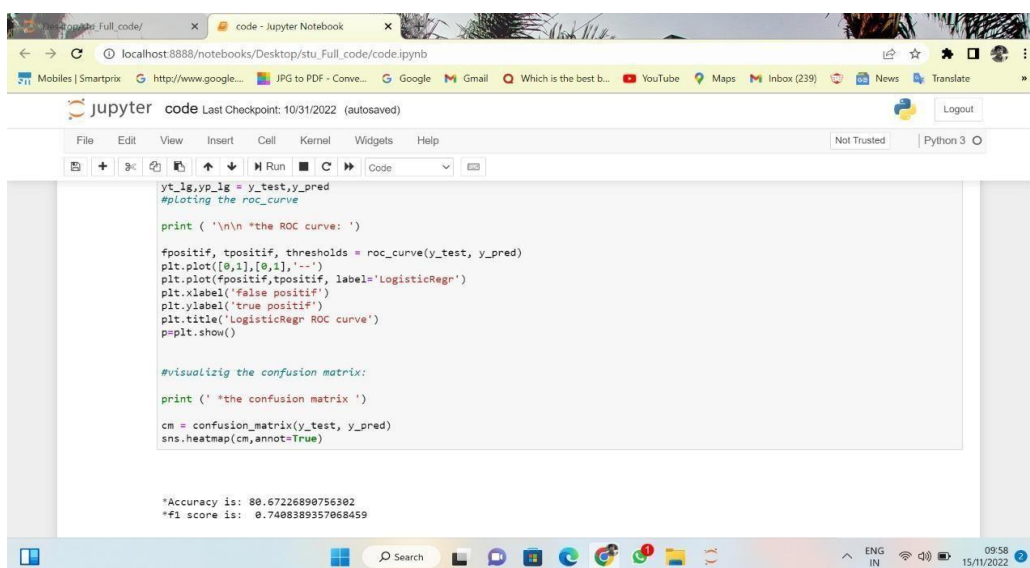 Desktop/stu_Full_code/
code - Jupyter Notebook
localhost:8888/notebooks/Desktop/stu_Full_code/code.ipynb
Mobiles | Smartprix http://www.google.... JPG to PDF - Conve... Google Gmail Which is the best b... YouTube Maps Inbox (239) News Translate »
jupyter code Last Checkpoint: 10/31/2022 (autosaved) Logout
File Edit View Insert Cell Kernel Widgets Help Not Trusted Python 3
Run Code
yt_lg,yp_lg = y_test,y_pred
#ploting the roc_curve
print ( '\n\n *the ROC curve: ')
fpositif, tpositif, thresholds = roc_curve(y_test, y_pred)
plt.plot([0,1],[0,1],'--')
plt.plot(fpositif,tpositif, label='LogisticRegr')
plt.xlabel('false positif')
plt.ylabel('true positif')
plt.title('LogisticRegr ROC curve')
p=plt.show()
#visualizig the confusion matrix:
print (' *the confusion matrix ')
cm = confusion_matrix(y_test, y_pred)
sns.heatmap(cm,annot=True)
*Accuracy is: 80.67226890756302
*f1 score is: 0.7408389357068459
Search
ENG
IN
09:58
15/11/2022
2